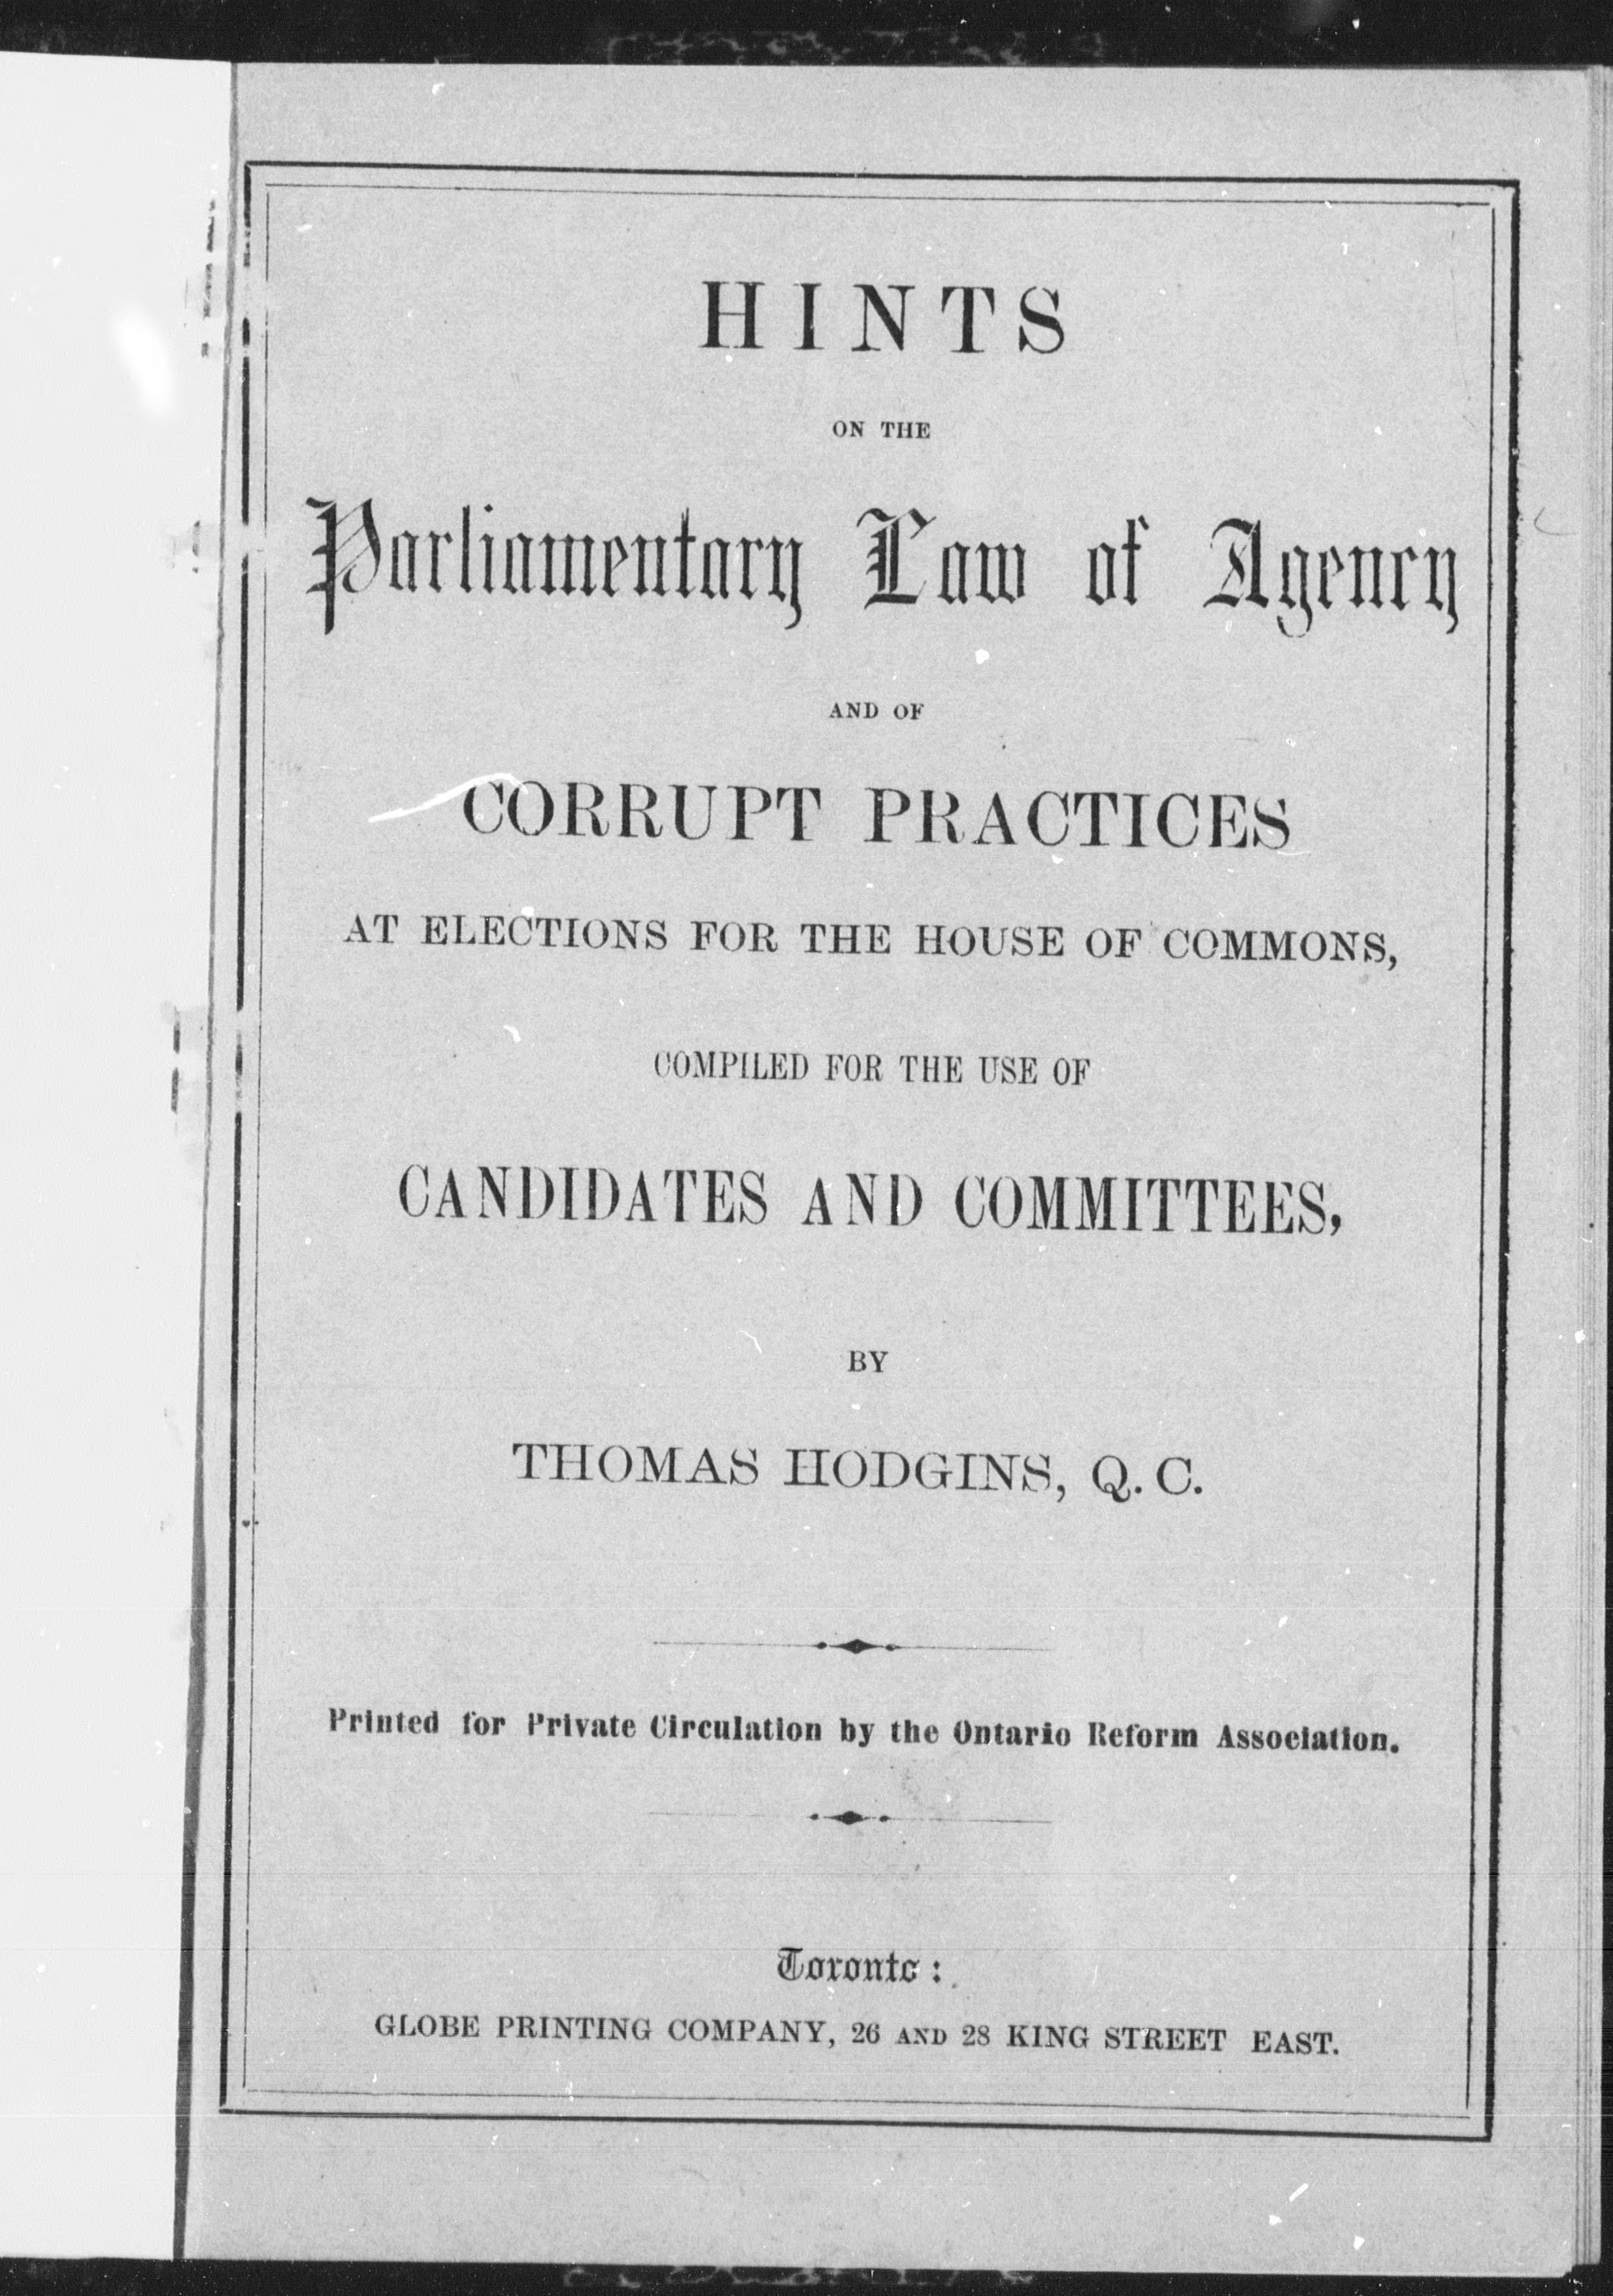 HINTS
ON THE
Parliamentary Law of Agency
AND OF
CORRUPT PRACTICES
AT ELECTIONS FOR THE HOUSE OF COMMONS,
COMPILED FOR THE USE OF
CANDIDATES AND COMMITTEES,
BY
THOMAS HODGINS, Q.C.
Printed for Private Circulation by the Ontario Reform Association.
Toronto:
GLOBE PRINTING COMPANY, 26 AND 28 KING STREET EAST.